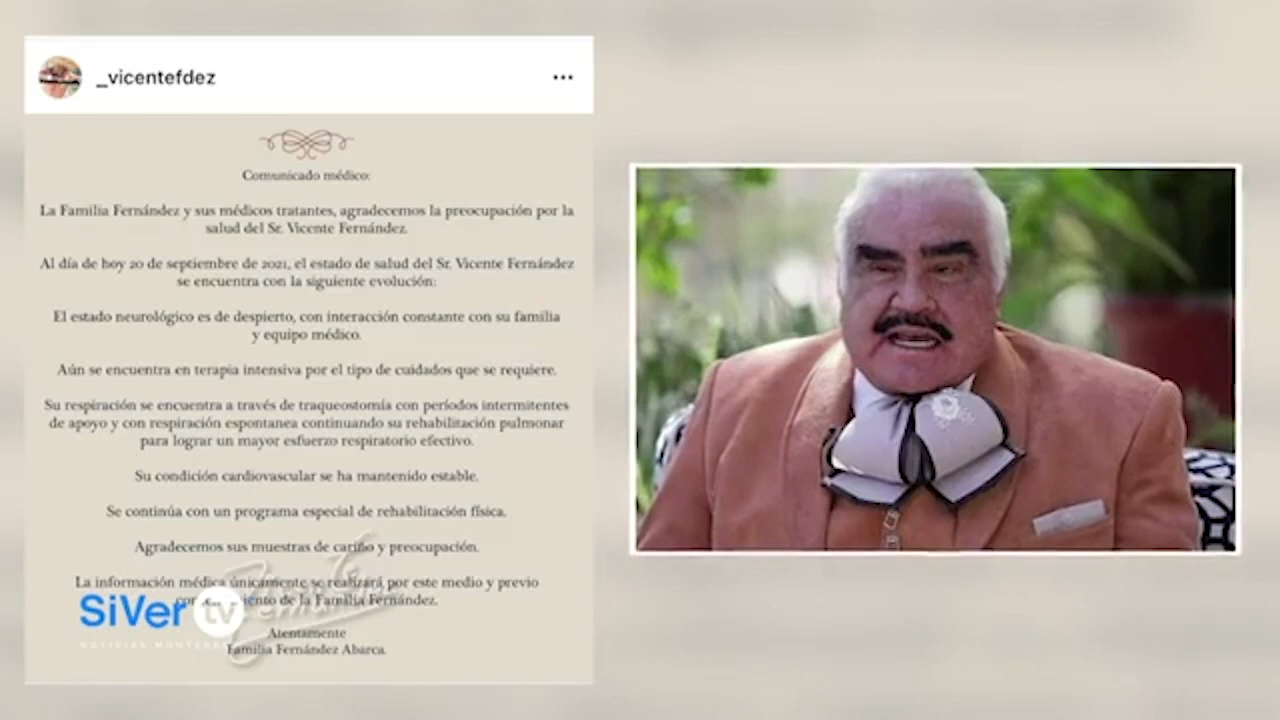 _vicentefdez
Comunicado médico:
La Familia Fernández y sus médicos tratantes, agradecemos la preocupación por la
salud del Sr. Vicente Fernández.
Al día de hoy 20 de septiembre de 2021, el estado de salud del Sr. Vicente Fernández
se encuentra con la siguiente evolución:
El estado neurológico es de despierto, con interacción constante con su familia
y equipo médico.
Aún se encuentra en terapia intensiva por el tipo de cuidados que se requiere.
Su respiración se encuentra a través de traqueostomía con períodos intermitentes
de apoyo y con respiración espontanea continuando su rehabilitación pulmonar
para lograr un mayor esfuerzo respiratorio efectivo.
Su condición cardiovascular se ha mantenido estable.
Se continúa con un programa especial de rehabilitación física.
Agradecemos sus muestras de cariño y preocupación.
La información médica únicamente se realizará por este medio y previo
de la Familia Fernández.
SiVer tv
NOTICIAS
Atentamente
Familia Fernández Abarca.